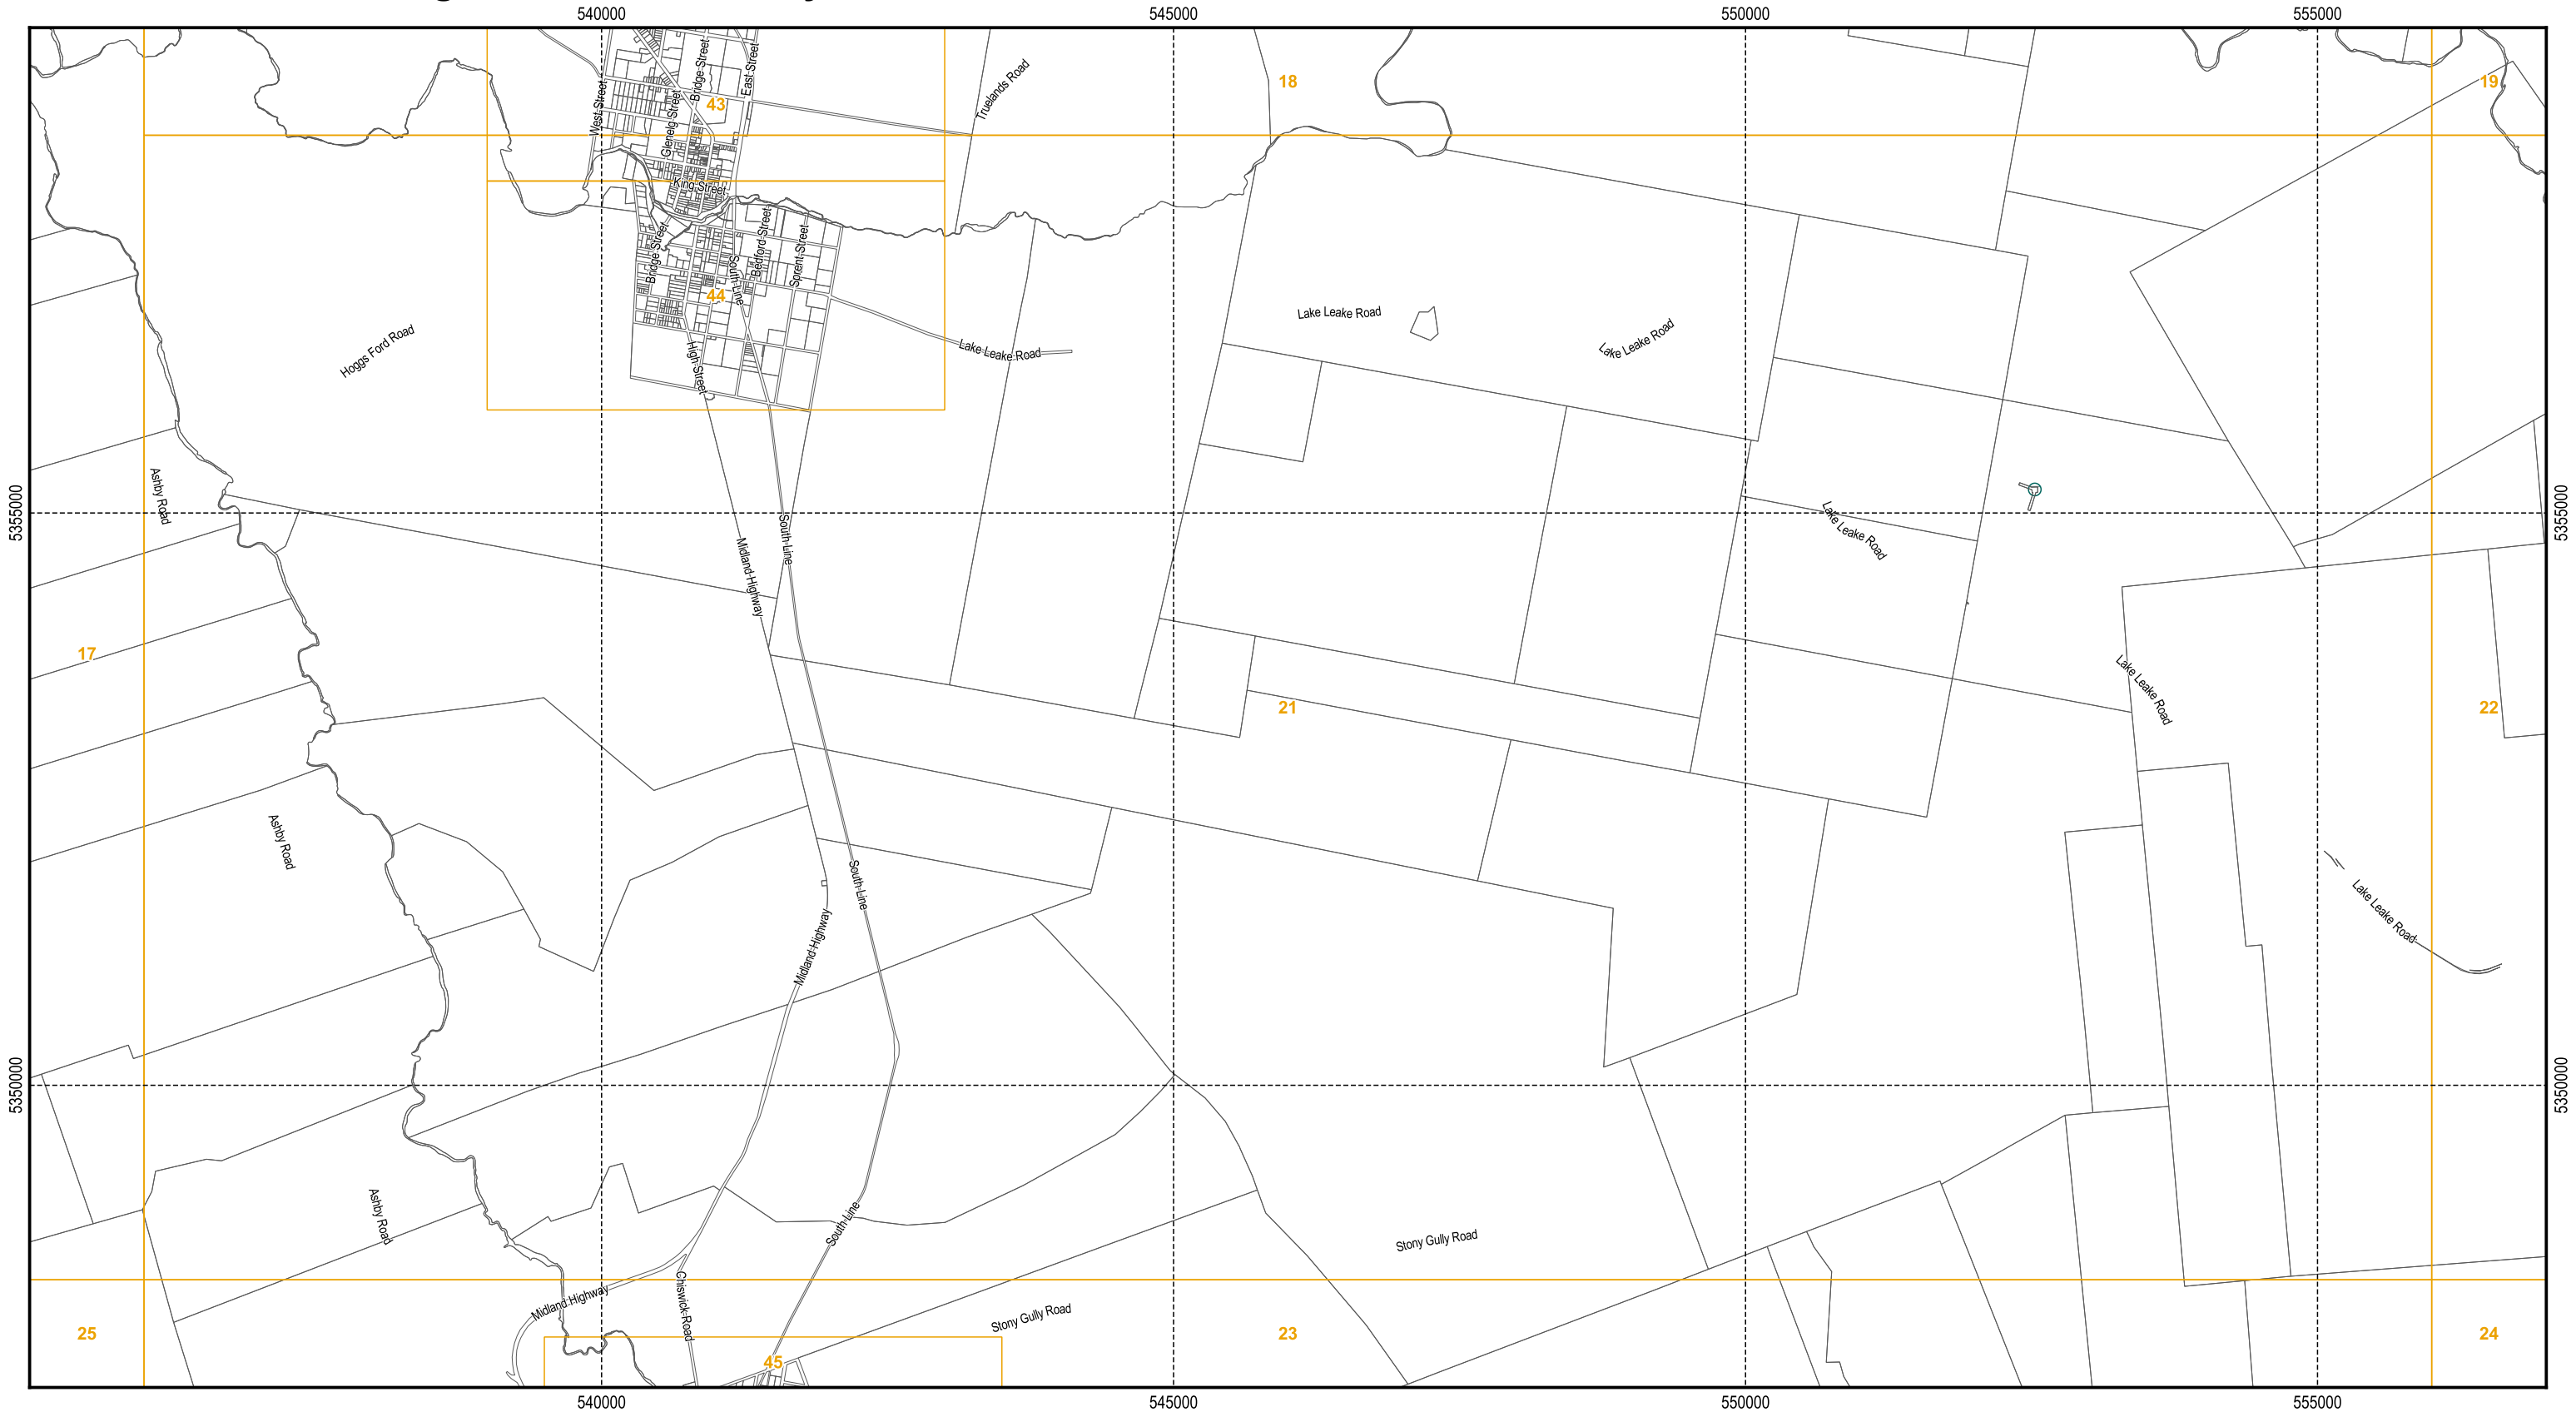 540000
545000
550000
555000
18
19
43
West Street
Glenelg Street
Bridge Street
East Street
Truelands Road
King Street
Bridge Street
South Line
Bedford Street
Sprent Street
44
Hoggs Ford Road
High Street
Lake Leake Road
Lake Leake Road
Lake Leake Road
5355000
5355000
Ashby Road
Midland Highway
South Line
Lake Leake Road
17
Lake Leake Road
21
22
Ashby Road
South Line
Midland Highway
Lake Leake Road
5350000
5350000
Ashby Road
South Line
Stony Gully Road
Midland Highway
Chiswick Road
Stony Gully Road
25
23
24
45
540000
545000
550000
555000